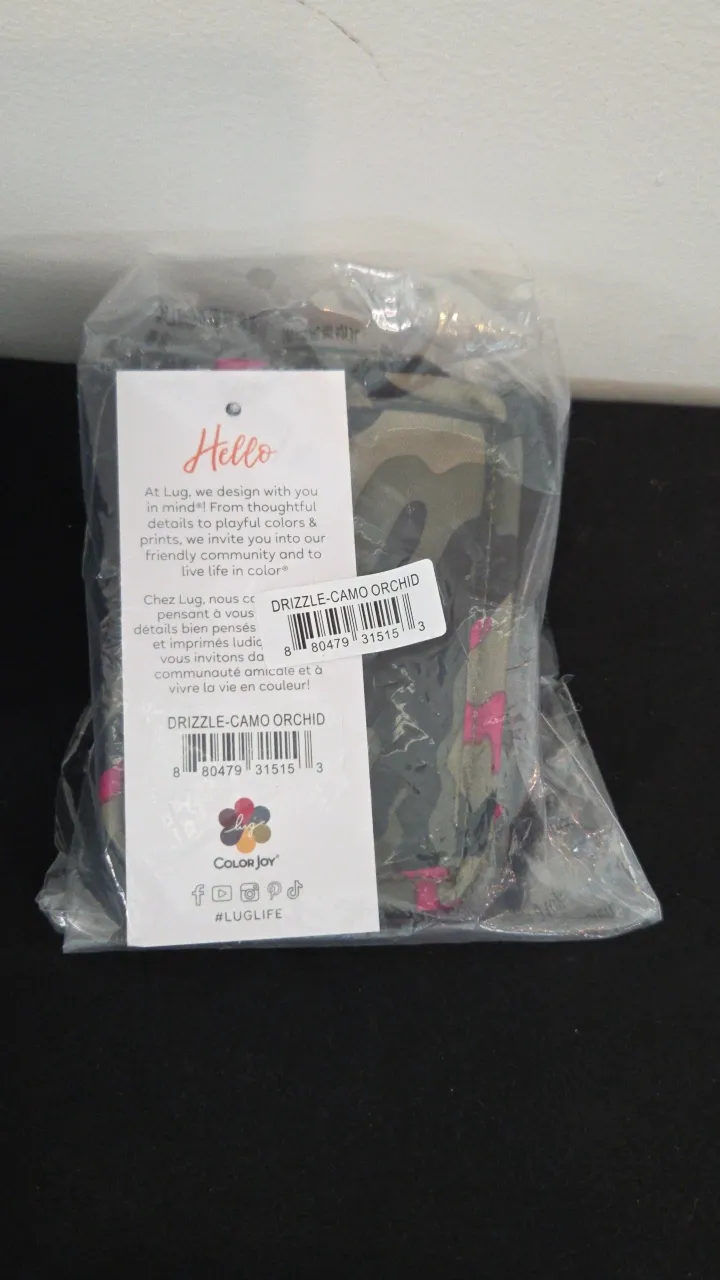 Hello
At Lug, we design with you
in mind®! From thoughtful
details to playful colors &
prints, we invite you into our
friendly community and to
live life in color®
Chez Lug, nous
pensant à vous
détails bien pensés
et imprimés
vous invitons
communauté amicale et à
vivre la vie en couleur!
DRIZZLE-CAMO ORCHID
8 80479 31515 3
DRIZZLE-CAMO ORCHID
8 80479 31515 3
lug
COLOR JOY®
#LUGLIFE